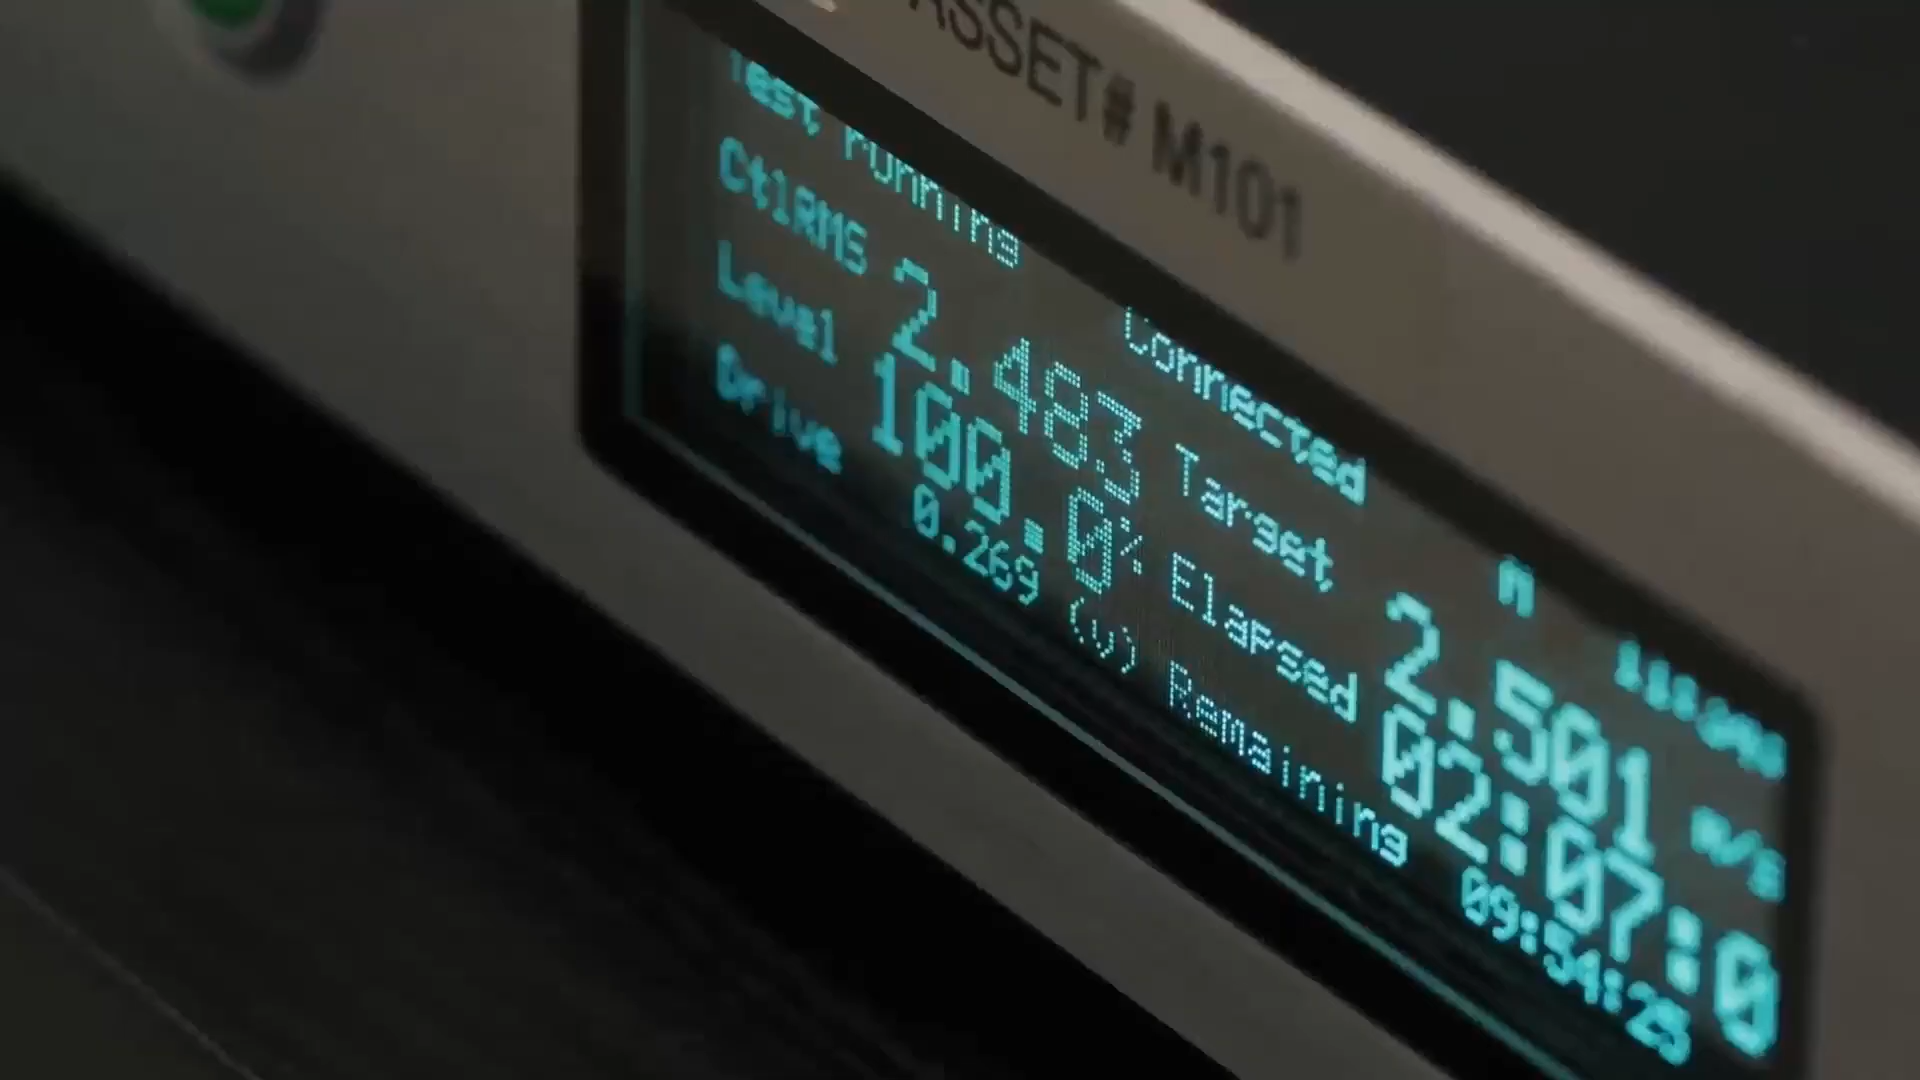 ASSET# M101
Test running Connected
CtlRMS 2.483 Target 2.501 m/s
Level 100.0% Elapsed 02:07:0
Drive 0.269 (v) Remaining 09:54:25